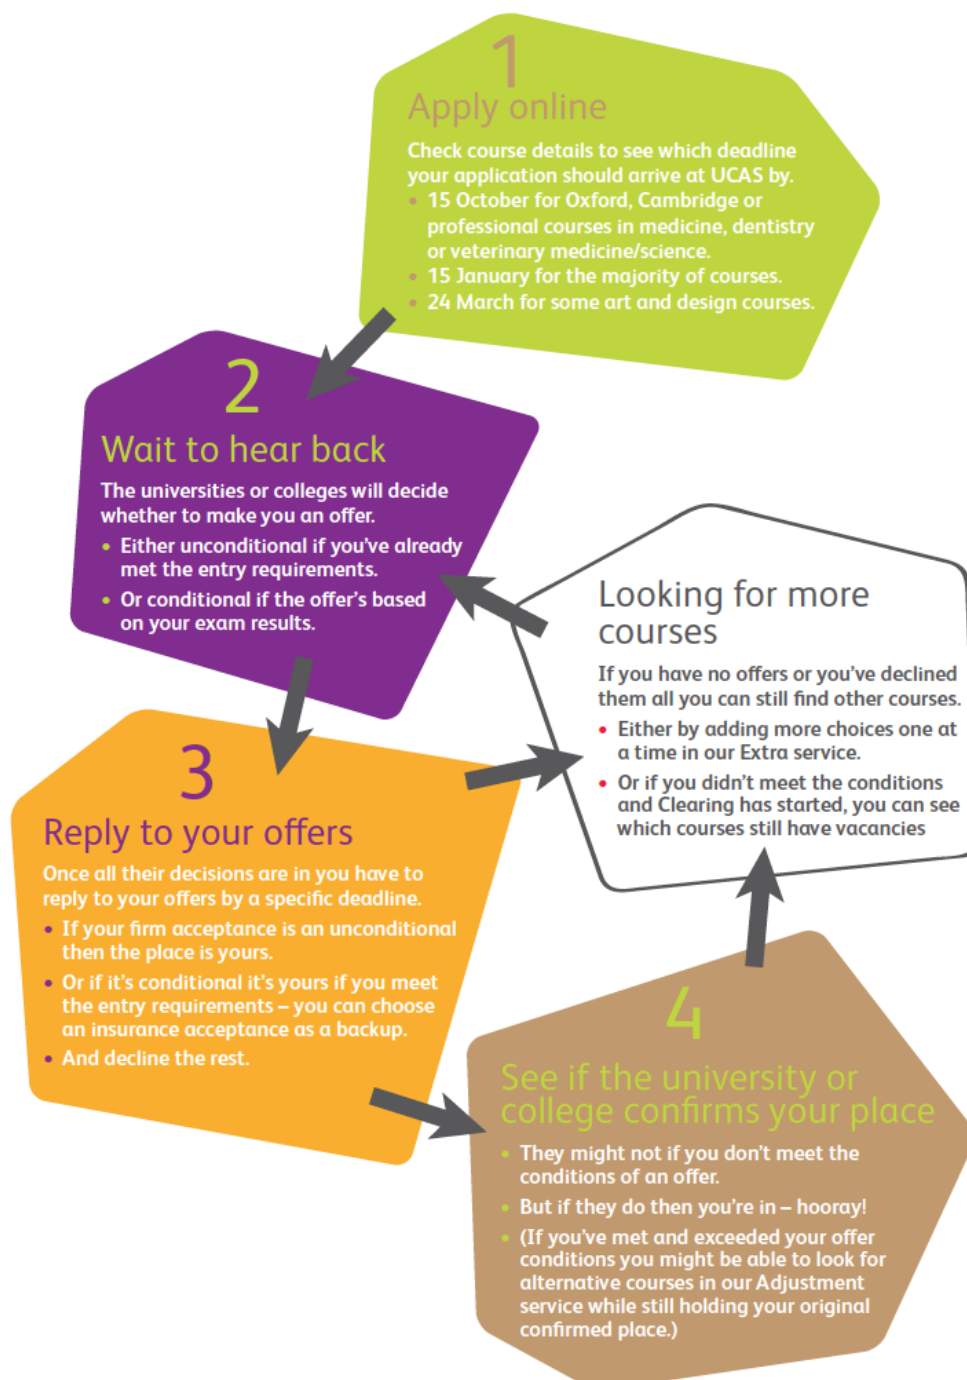 1
Apply online
Check course details to see which deadline
your application should arrive at UCAS by.
• 15 October for Oxford, Cambridge or
professional courses in medicine, dentistry
or veterinary medicine/science.
• 15 January for the majority of courses.
• 24 March for some art and design courses.
2
Wait to hear back
The universities or colleges will decide
whether to make you an offer.
• Either unconditional if you’ve already
met the entry requirements.
• Or conditional if the offer’s based
on your exam results.
Looking for more
courses
If you have no offers or you’ve declined
them all you can still find other courses.
• Either by adding more choices one at
a time in our Extra service.
• Or if you didn’t meet the conditions
and Clearing has started, you can see
which courses still have vacancies
3
Reply to your offers
Once all their decisions are in you have to
reply to your offers by a specific deadline.
• If your firm acceptance is an unconditional
then the place is yours.
• Or if it’s conditional it’s yours if you meet
the entry requirements – you can choose
an insurance acceptance as a backup.
• And decline the rest.
4
See if the university or
college confirms your place
• They might not if you don’t meet the
conditions of an offer.
• But if they do then you’re in – hooray!
• (If you’ve met and exceeded your offer
conditions you might be able to look for
alternative courses in our Adjustment
service while still holding your original
confirmed place.)